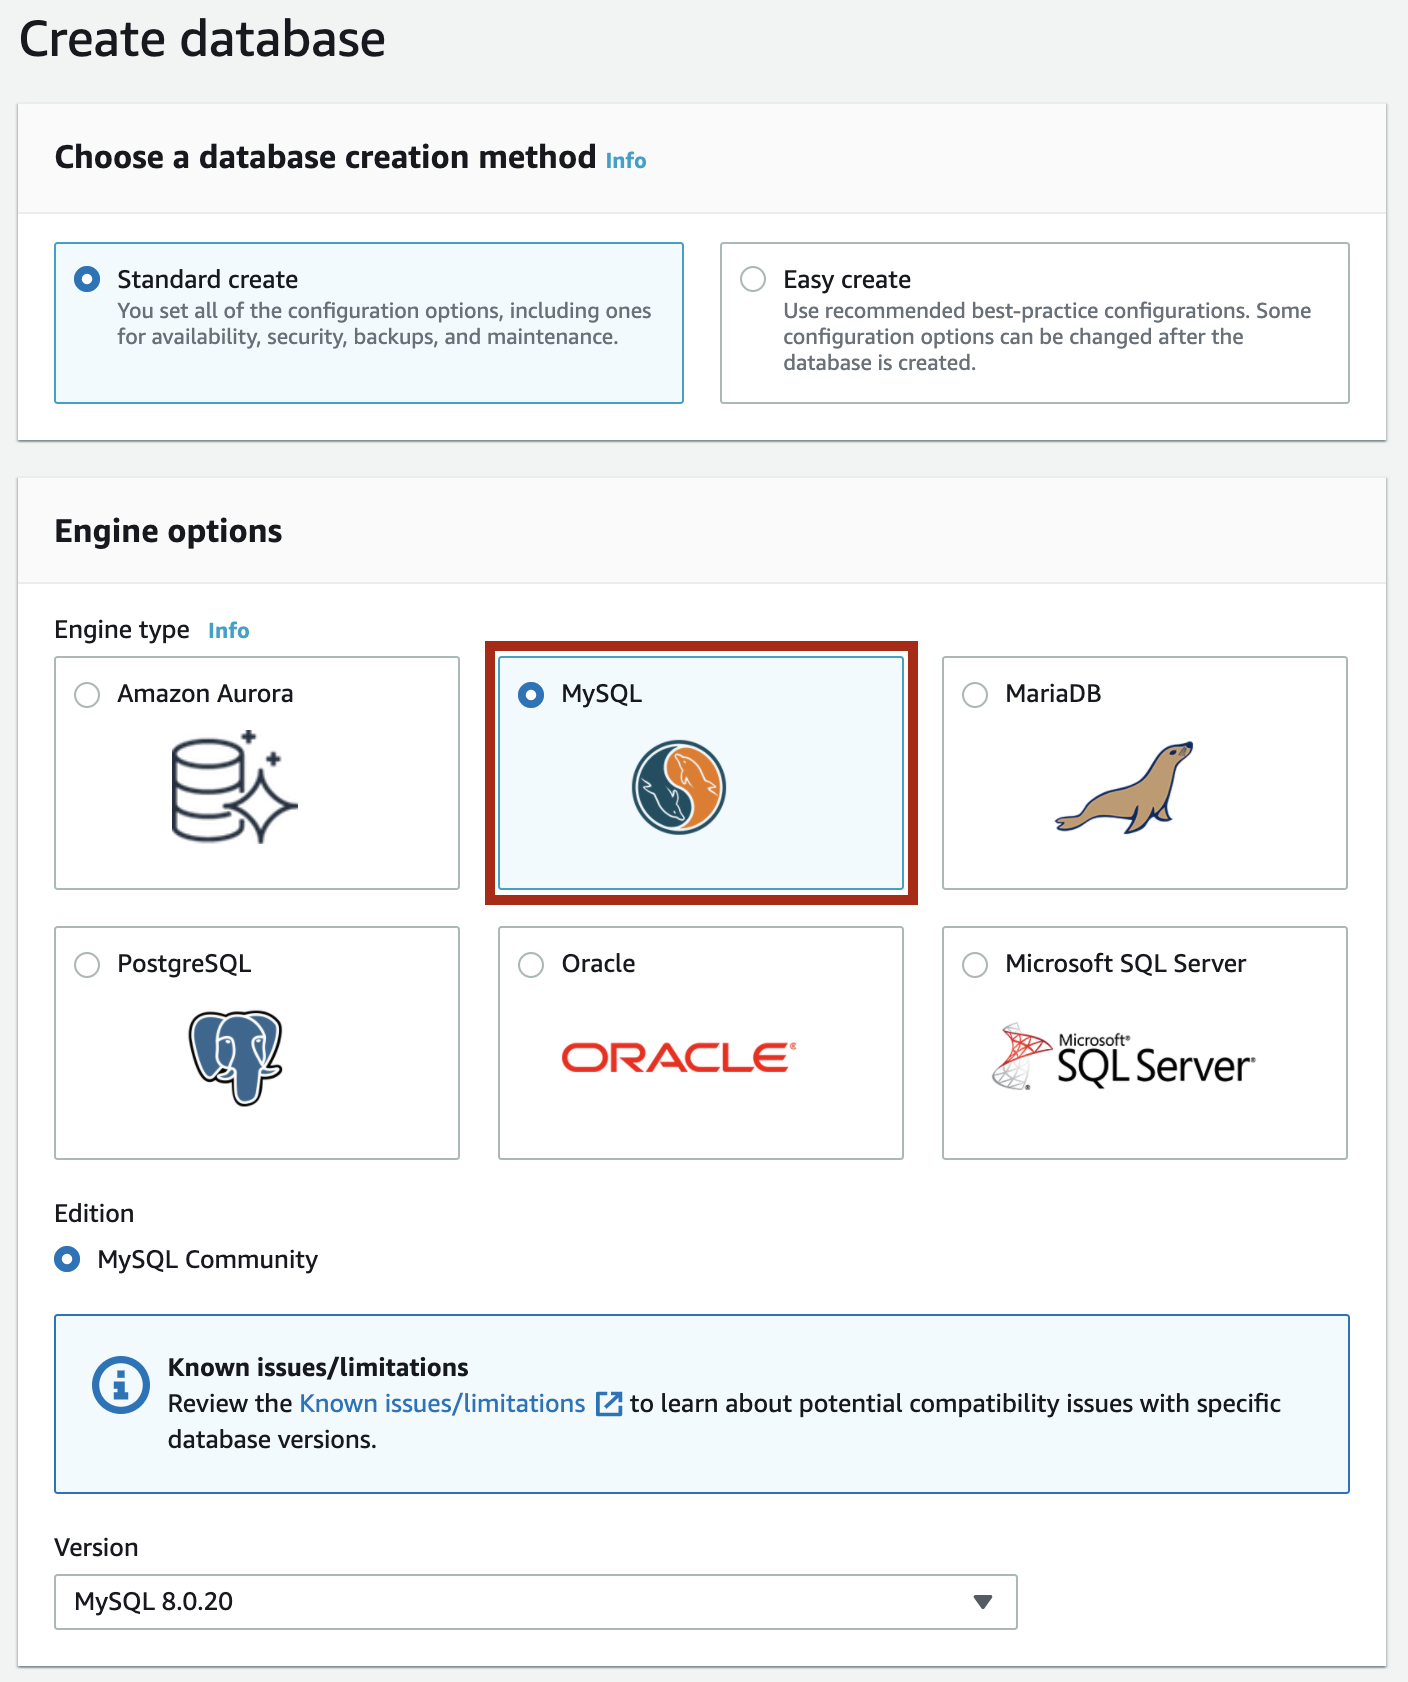 Create database
Choose a database creation method Info
Standard create
You set all of the configuration options, including ones
for availability, security, backups, and maintenance.
Easy create
Use recommended best-practice configurations. Some
configuration options can be changed after the
database is created.
Engine options
Engine type Info
Amazon Aurora
MySQL
MariaDB
PostgreSQL
Oracle
ORACLE®
Microsoft SQL Server
Microsoft®
SQL Server®
Edition
MySQL Community
Known issues/limitations
Review the Known issues/limitations to learn about potential compatibility issues with specific
database versions.
Version
MySQL 8.0.20